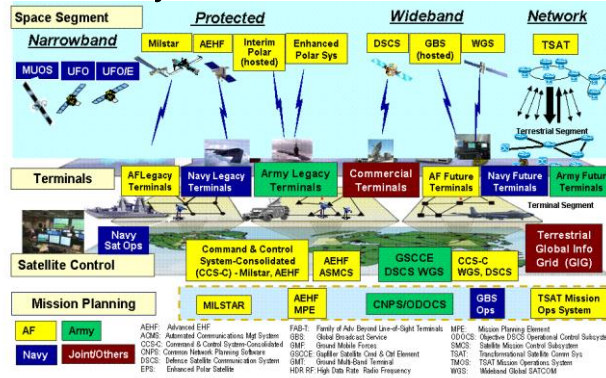 Space Segment
Protected
Wideband
Network
Narrowband
Milstar
AEHF
Interim
Polar
(hosted)
Enhanced
Polar Sys
DSCS
GBS
(hosted)
WGS
TSAT
MUOS
UFO
UFO/E
Terrestrial
Segment
Terminals
AFLegacy
Terminals
Navy Legacy
Terminals
Army Legacy
Terminals
Commercial
Terminals
AF Future
Terminals
Navy Future
Terminals
Army Future
Terminals
Terminal Segment
Navy
Sat Ops
Satellite Control
Command & Control
System-Consolidated
(CCS-C) - Milstar, AEHF
AEHF
ASMCS
GSCCE
DSCS WGS
CCS-C
WGS, DSCS
Terrestrial
Global Info
Grid (GIG)
Mission Planning
MILSTAR
AEHF
MPE
CNPS/ODOCS
GBS
Ops
TSAT Mission
Ops System
AF
Army
Navy
Joint/Others
AEHF: Advanced EHF
ACMS: Automated Communications Mgt System
CCS-C: Command & Control System-Consolidated
CNPS: Common Network Planning Software
DSCS: Defense Satellite Communication System
EPS: Enhanced Polar Satellite
FAB-T: Family of Adv Beyond Line-of-Sight Terminals
GBS: Global Broadcast Service
GMF: Ground Mobile Forces
GSCCE: Gapfiller Satellite Cmd & Ctrl Element
GMT: Ground Multi-Band Terminal
HDR RF: High Data Rate Radio Frequency
MPE: Mission Planning Element
ODOCS: Objective DSCS Operational Control Subsystem
SMCS: Satellite Mission Control Subsystem
TSAT: Transformational Satellite Comm Sys
TMOS: TSAT Mission Operations System
WGS: Wideband Global SATCOM